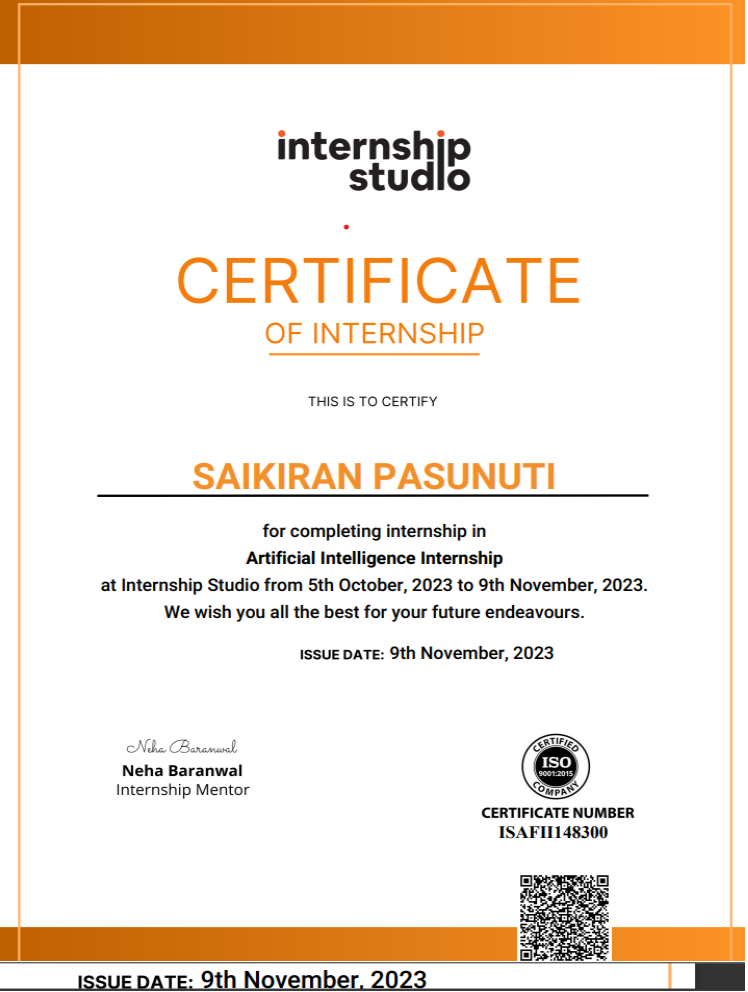 internship
studio
CERTIFICATE
OF INTERNSHIP
THIS IS TO CERTIFY
SAIKIRAN PASUNUTI
for completing internship in
Artificial Intelligence Internship
at Internship Studio from 5th October, 2023 to 9th November, 2023.
We wish you all the best for your future endeavours.
ISSUE DATE: 9th November, 2023
Neha Baranwal
Neha Baranwal
Internship Mentor
CERTIFIED
ISO
9001:2015
COMPANY
CERTIFICATE NUMBER
ISAFII148300
ISSUE DATE: 9th November, 2023